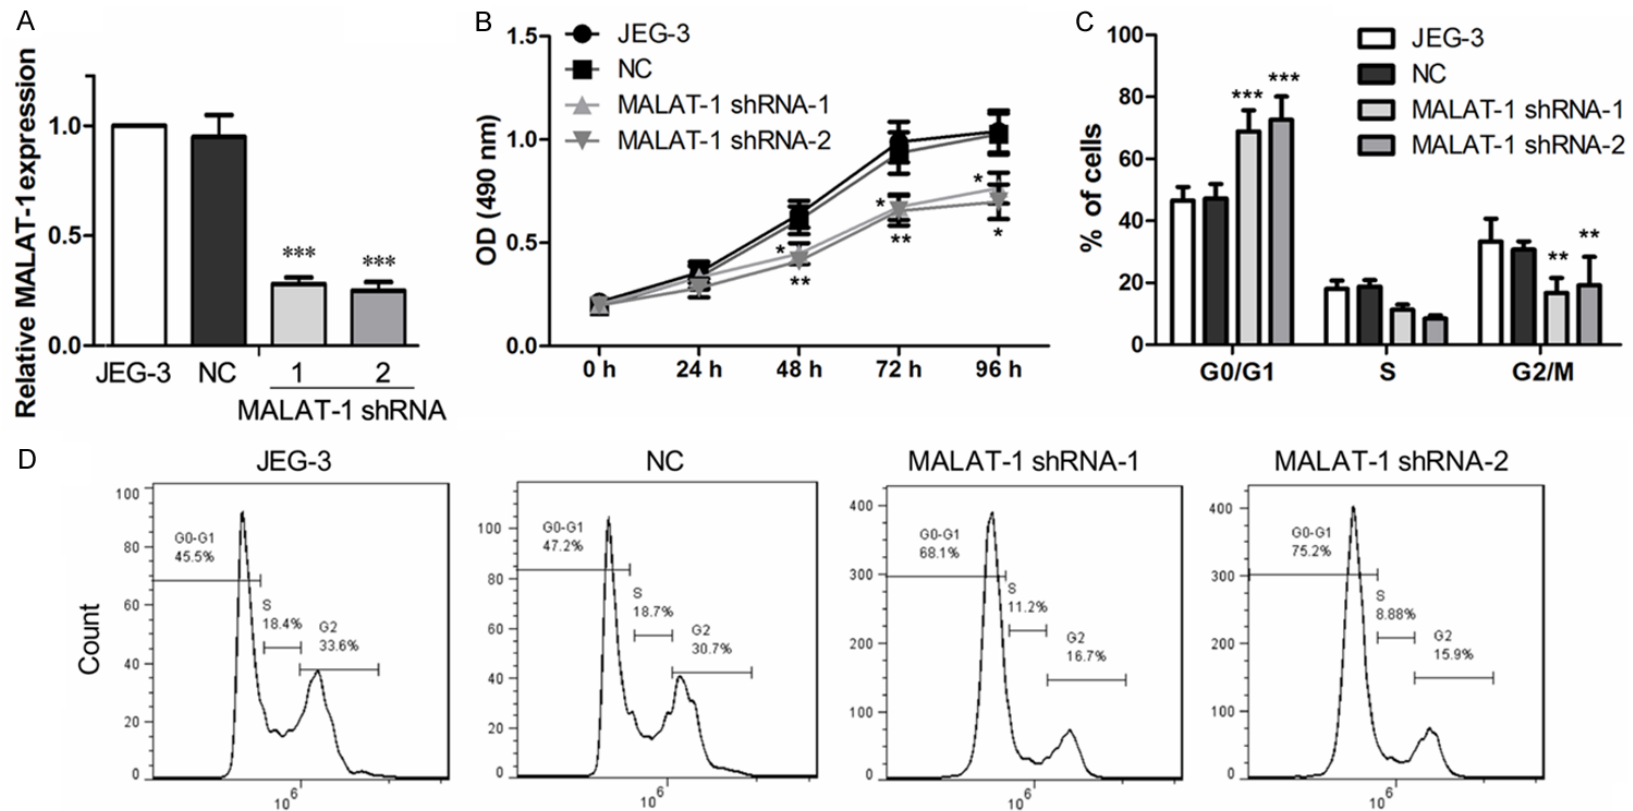 A
Relative MALAT-1 expression
1.0
0.5
0.0
***
***
JEG-3 NC 1 2
MALAT-1 shRNA
B
OD (490 nm)
1.5
1.0
0.5
0.0
JEG-3
NC
MALAT-1 shRNA-1
MALAT-1 shRNA-2
*
**
*
**
*
*
0 h 24 h 48 h 72 h 96 h
C
% of cells
100
80
60
40
20
0
JEG-3
NC
MALAT-1 shRNA-1
MALAT-1 shRNA-2
***
***
**
**
G0/G1 S G2/M
D
Count
JEG-3
100
80
60
40
20
0
G0-G1
45.5%
S
18.4%
G2
33.6%
10^6
NC
100
80
60
40
20
0
G0-G1
47.2%
S
18.7%
G2
30.7%
10^6
MALAT-1 shRNA-1
400
300
200
100
0
G0-G1
68.1%
S
11.2%
G2
16.7%
10^6
MALAT-1 shRNA-2
400
300
200
100
0
G0-G1
75.2%
S
8.88%
G2
15.9%
10^6